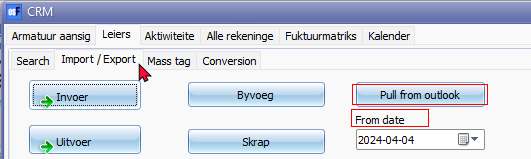 CRM
Armatuur aansig Leiers Aktiwiteite Alle rekeninge Fuktuurmatriks Kalender
Search Import / Export Mass tag Conversion
Invoer Byvoeg Pull from outlook
From date
Uitvoer Skrap 2024-04-04